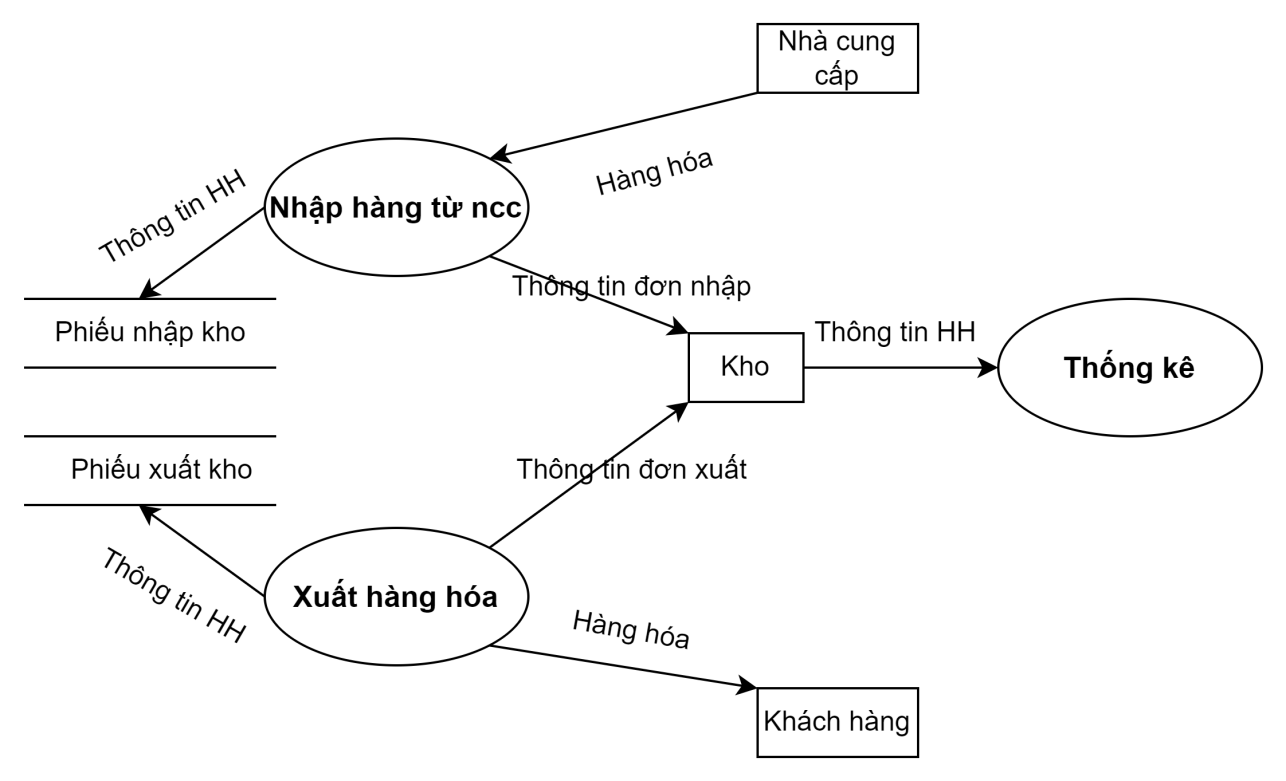 Nhà cung
cấp
Hàng hóa
Thông tin HH
Nhập hàng từ ncc
Thông tin đơn nhập
Phiếu nhập kho
Thông tin HH
Kho
Thống kê
Phiếu xuất kho
Thông tin đơn xuất
Thông tin HH
Xuất hàng hóa
Hàng hóa
Khách hàng